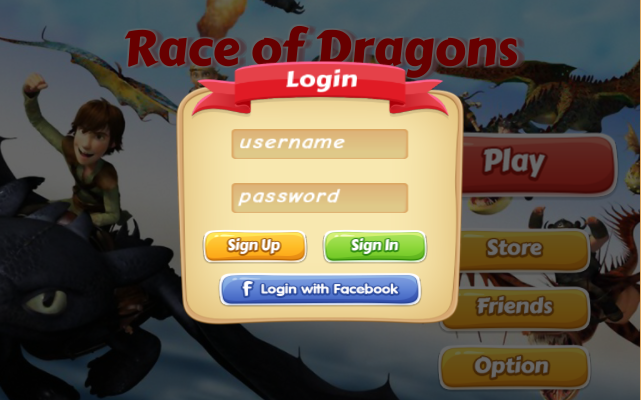 Race of Dragons
Login
username
password
Sign Up
Sign In
f Login with Facebook
Play
Store
Friends
Option